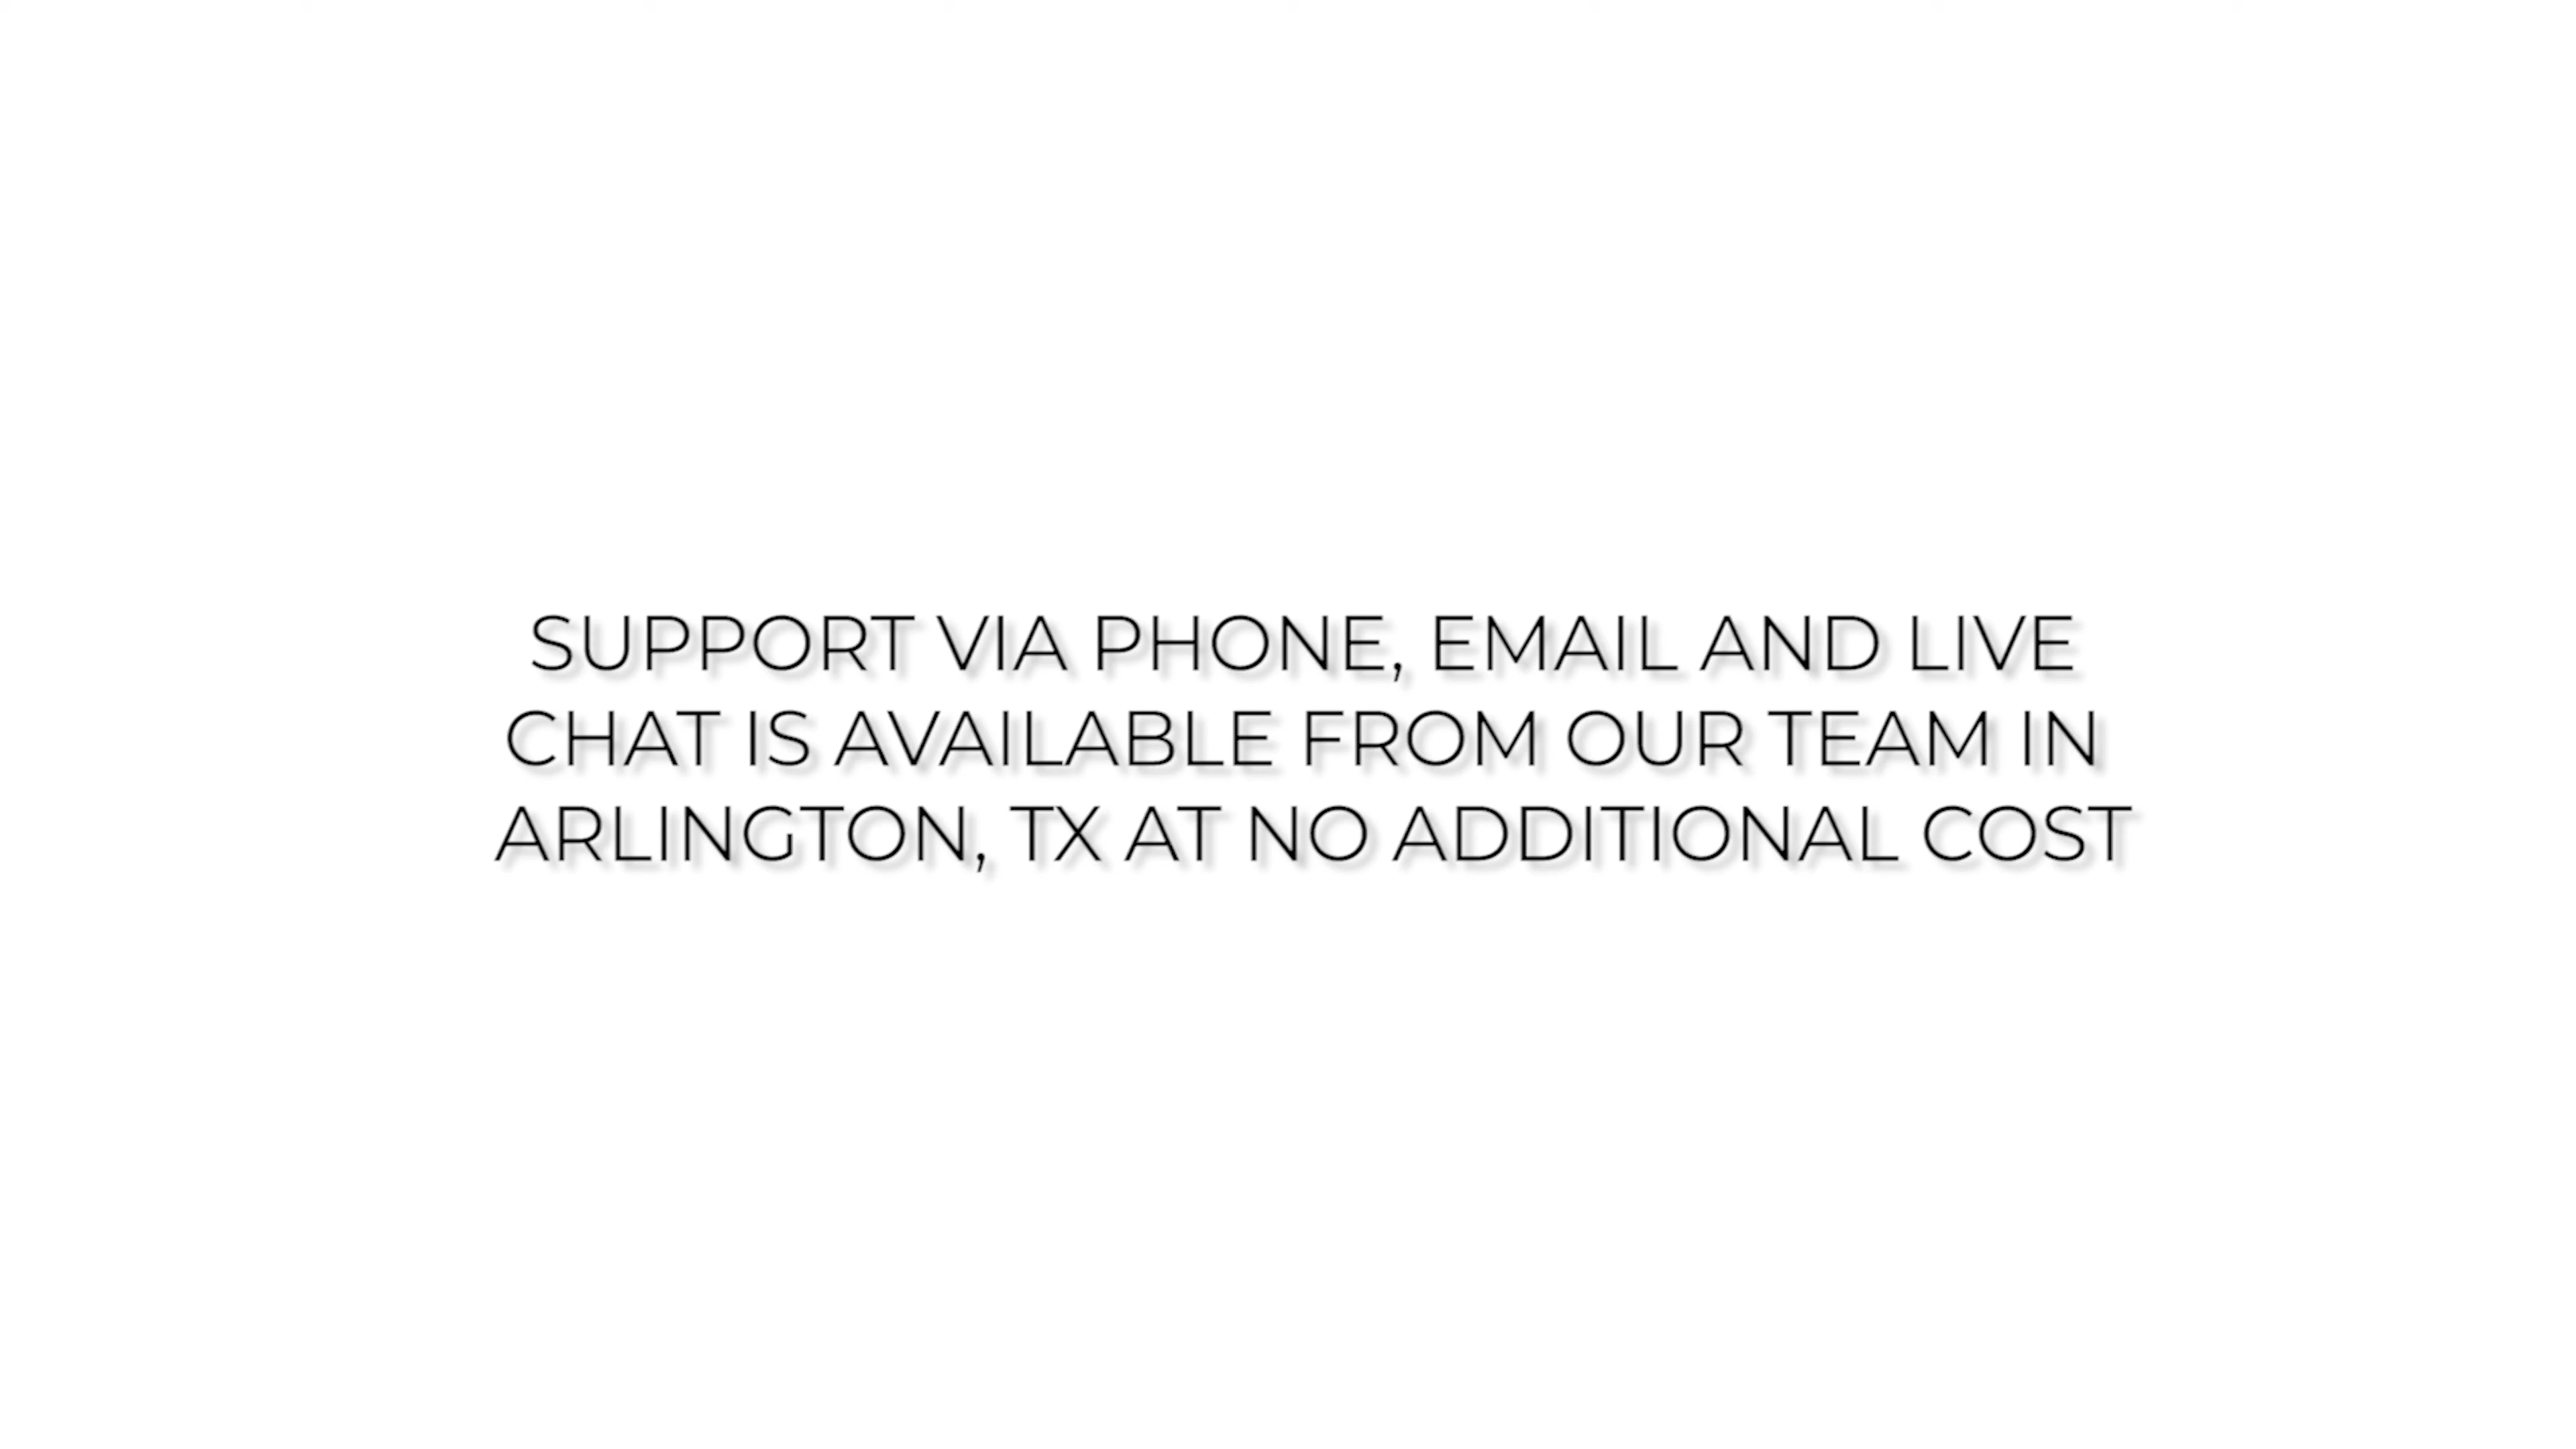 SUPPORT VIA PHONE, EMAIL AND LIVE
CHAT IS AVAILABLE FROM OUR TEAM IN
ARLINGTON, TX AT NO ADDITIONAL COST